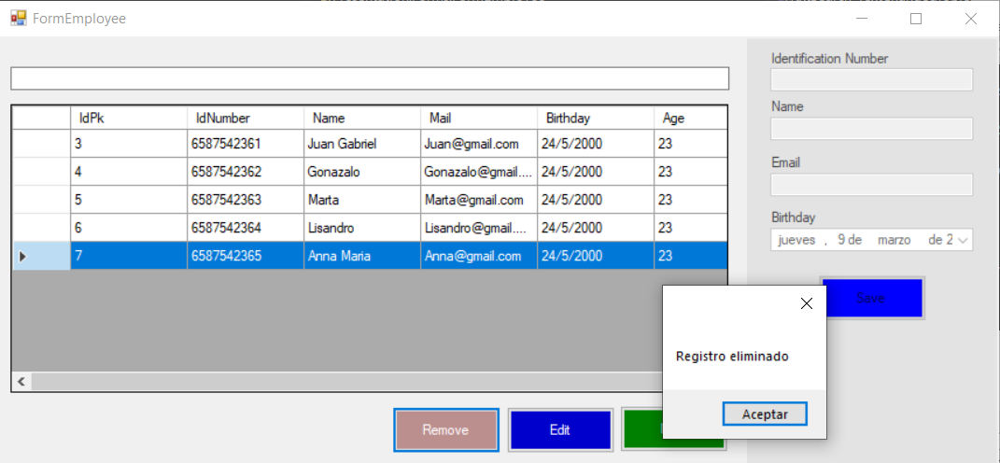 FormEmployee
Identification Number
Name
Email
Birthday
jueves , 9 de marzo de 2
Save
IdPk IdNumber Name Mail Birthday Age
3 6587542361 Juan Gabriel Juan@gmail.com 24/5/2000 23
4 6587542362 Gonazalo Gonazalo@gmail.... 24/5/2000 23
5 6587542363 Marta Marta@gmail.com 24/5/2000 23
6 6587542364 Lisandro Lisandro@gmail.... 24/5/2000 23
7 6587542365 Anna Maria Anna@gmail.com 24/5/2000 23
Registro eliminado
Aceptar
Remove Edit